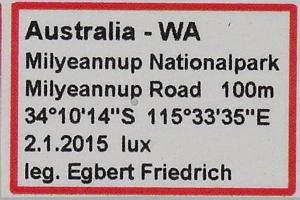 Australia - WA
Milyeannup Nationalpark
Milyeannup Road 100m
34°10'14"S 115°33'35"E
2.1.2015 lux
leg. Egbert Friedrich